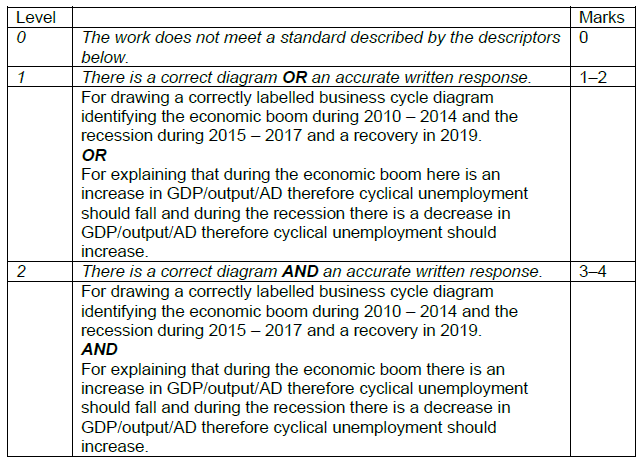 Level Marks
0 The work does not meet a standard described by the descriptors 0
below.
1 There is a correct diagram OR an accurate written response. 1–2
For drawing a correctly labelled business cycle diagram
identifying the economic boom during 2010 – 2014 and the
recession during 2015 – 2017 and a recovery in 2019.
OR
For explaining that during the economic boom here is an
increase in GDP/output/AD therefore cyclical unemployment
should fall and during the recession there is a decrease in
GDP/output/AD therefore cyclical unemployment should
increase.
2 There is a correct diagram AND an accurate written response. 3–4
For drawing a correctly labelled business cycle diagram
identifying the economic boom during 2010 – 2014 and the
recession during 2015 – 2017 and a recovery in 2019.
AND
For explaining that during the economic boom there is an
increase in GDP/output/AD therefore cyclical unemployment
should fall and during the recession there is a decrease in
GDP/output/AD therefore cyclical unemployment should
increase.